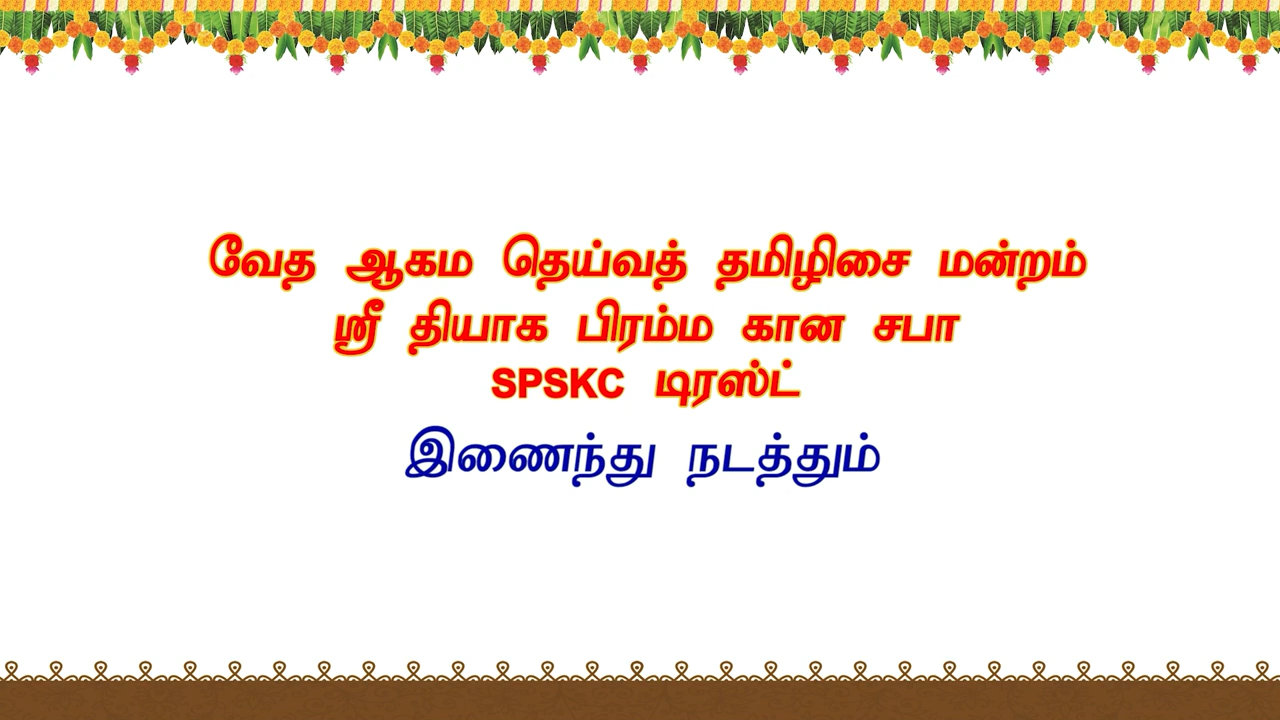 வேத ஆகம தெய்வத் தமிழிசை மன்றம்
ஸ்ரீ தியாக பிரம்ம கான சபா
SPSKC டிரஸ்ட்
இணைந்து நடத்தும்